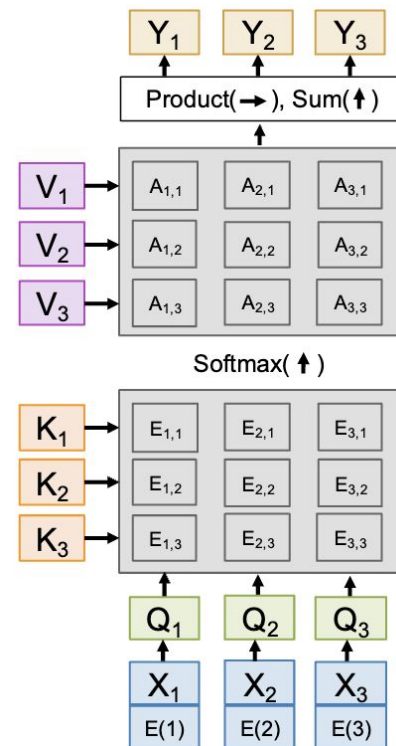 Y₁ Y₂ Y₃
Product(→), Sum(↑)
V₁ A₁,₁ A₂,₁ A₃,₁
V₂ A₁,₂ A₂,₂ A₃,₂
V₃ A₁,₃ A₂,₃ A₃,₃
Softmax(↑)
K₁ E₁,₁ E₂,₁ E₃,₁
K₂ E₁,₂ E₂,₂ E₃,₂
K₃ E₁,₃ E₂,₃ E₃,₃
Q₁ Q₂ Q₃
X₁ X₂ X₃
E(1) E(2) E(3)